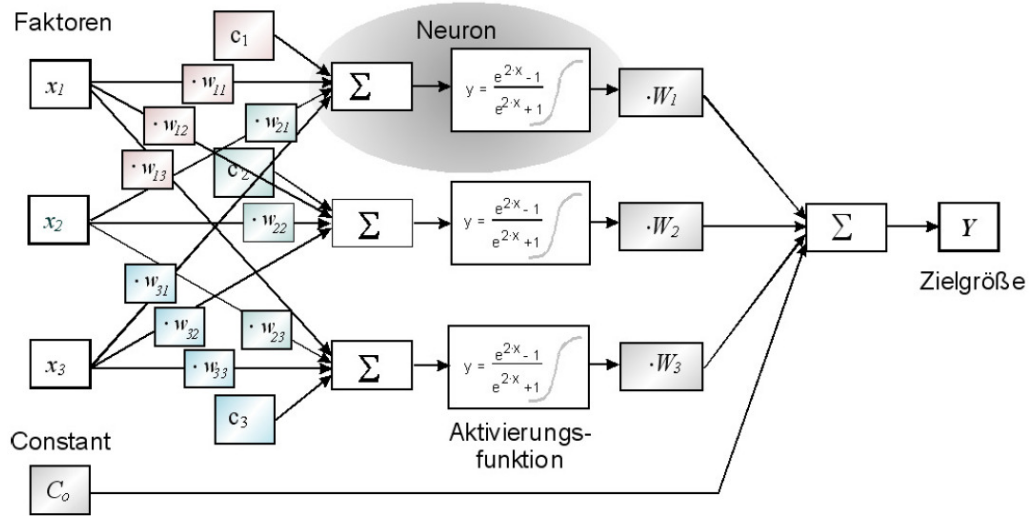 Faktoren
c₁
Neuron
x₁
· w₁₁
Σ
y = e^2·x -1 / e^2·x +1
·W₁
· w₁₂
· w₂₁
· w₁₃
c₂
x₂
· w₂₂
Σ
y = e^2·x -1 / e^2·x +1
·W₂
Σ
Y
Zielgröße
· w₃₁
· w₃₂
· w₂₃
x₃
· w₃₃
Σ
y = e^2·x -1 / e^2·x +1
·W₃
c₃
Constant
Aktivierungs-
funktion
Cₒ